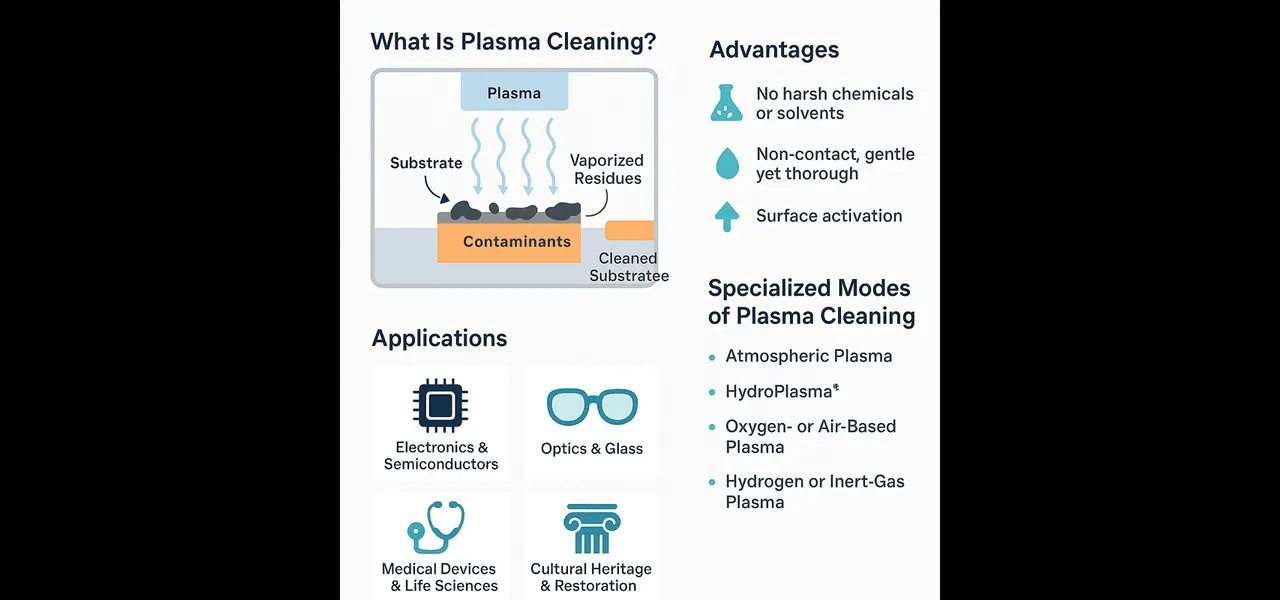 What Is Plasma Cleaning?
Plasma
Substrate
Vaporized
Residues
Contaminants
Cleaned
Substratee
Applications
Electronics &
Semiconductors
Optics & Glass
Medical Devices
& Life Sciences
Cultural Heritage
& Restoration
Advantages
No harsh chemicals
or solvents
Non-contact, gentle
yet thorough
Surface activation
Specialized Modes
of Plasma Cleaning
• Atmospheric Plasma
• HydroPlasma
• Oxygen- or Air-Based
Plasma
• Hydrogen or Inert-Gas
Plasma